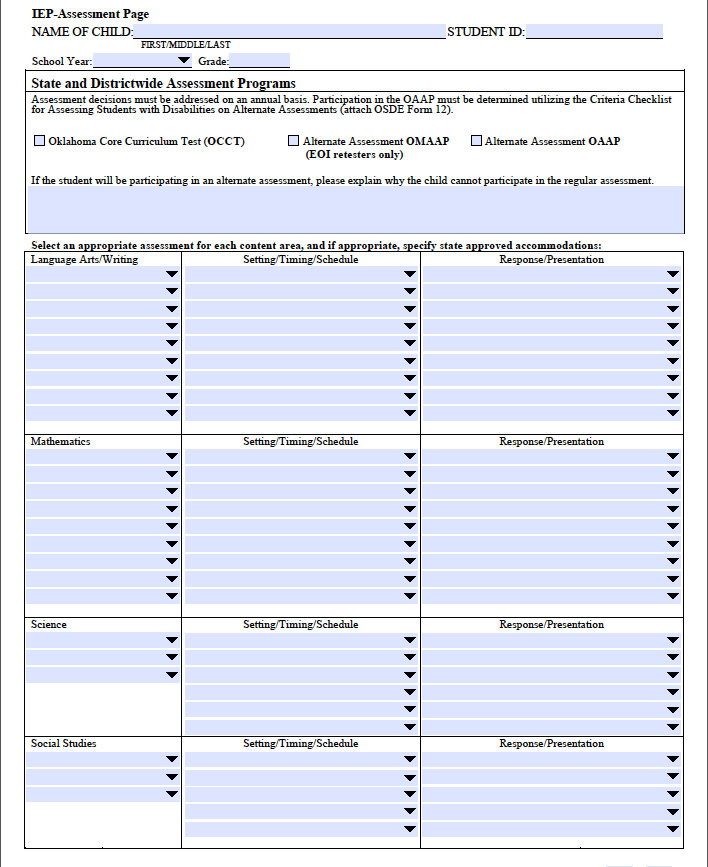 IEP-Assessment Page
NAME OF CHILD: STUDENT ID:
FIRST/MIDDLE/LAST
School Year: Grade:
State and Districtwide Assessment Programs
Assessment decisions must be addressed on an annual basis. Participation in the OAAP must be determined utilizing the Criteria Checklist
for Assessing Students with Disabilities on Alternate Assessments (attach OSDE Form 12).
Oklahoma Core Curriculum Test (OCCT) Alternate Assessment OMAAP Alternate Assessment OAAP
(EOI retesters only)
If the student will be participating in an alternate assessment, please explain why the child cannot participate in the regular assessment.
Select an appropriate assessment for each content area, and if appropriate, specify state approved accommodations:
Language Arts/Writing Setting/Timing/Schedule Response/Presentation
Mathematics Setting/Timing/Schedule Response/Presentation
Science Setting/Timing/Schedule Response/Presentation
Social Studies Setting/Timing/Schedule Response/Presentation